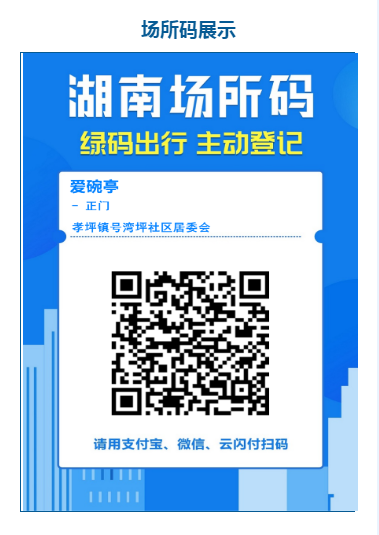 场所码展示
湖南场所码
绿码出行 主动登记
爱碗亭
- 正门
孝坪镇号湾坪社区居委会
请用支付宝、微信、云闪付扫码